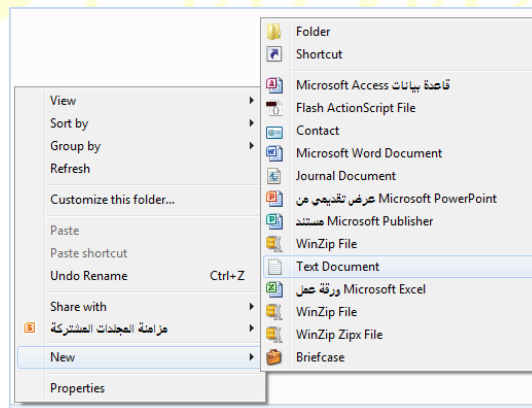 View
Sort by
Group by
Refresh
Customize this folder...
Paste
Paste shortcut
Undo Rename Ctrl+Z
Share with
مزامنة المجلدات المشتركة
New
Properties
Folder
Shortcut
قاعدة بيانات Microsoft Access
Flash ActionScript File
Contact
Microsoft Word Document
Journal Document
عرض تقديمي من Microsoft PowerPoint
مستند Microsoft Publisher
WinZip File
Text Document
ورقة عمل Microsoft Excel
WinZip File
WinZip Zipx File
Briefcase